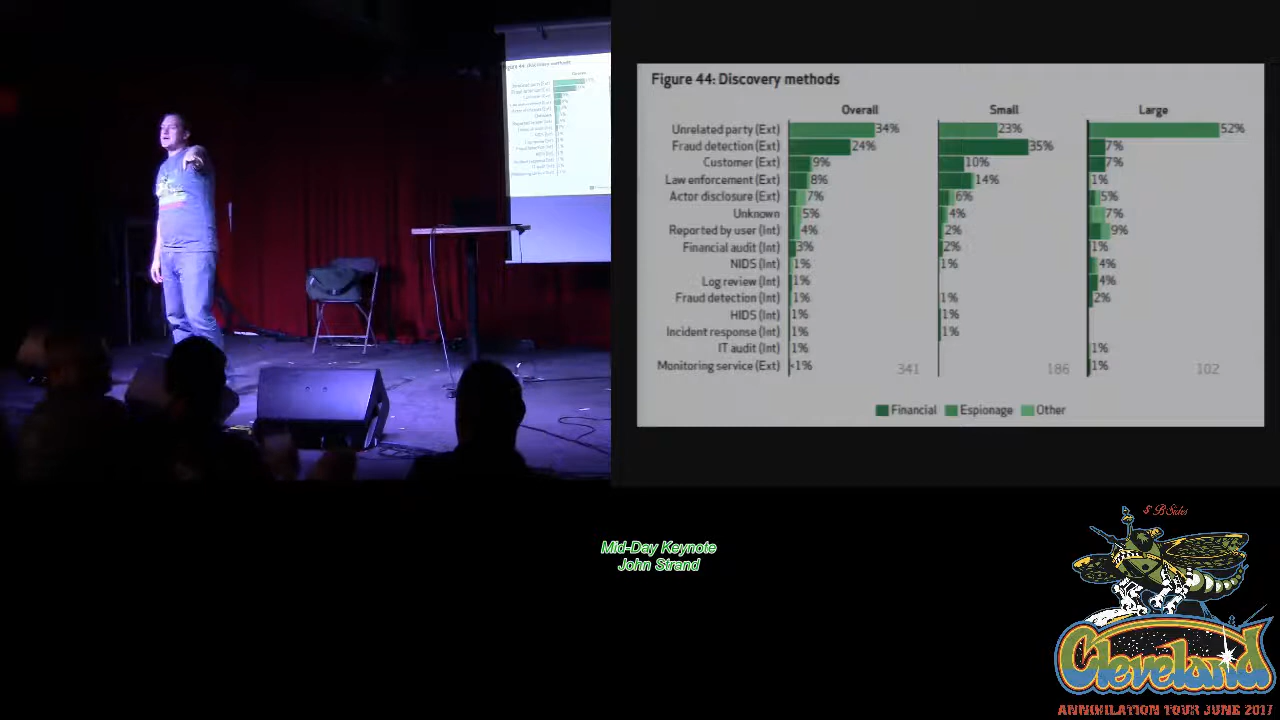 Figure 44: Discovery methods
Overall Small Large
Unrelated party (Ext) 34% 23% 52%
Fraud detection (Ext) 24% 35% 7%
Customer (Ext) 9% 10% 7%
Law enforcement (Ext) 8% 14% 1%
Actor disclosure (Ext) 7% 6% 5%
Unknown 5% 4% 7%
Reported by user (Int) 4% 2% 9%
Financial audit (Int) 3% 2% 1%
NIDS (Int) 1% 1% 4%
Log review (Int) 1% 4%
Fraud detection (Int) 1% 1% 2%
HIDS (Int) 1% 1%
Incident response (Int) 1% 1%
IT audit (Int) 1% 1%
Monitoring service (Ext) <1% 1%
341 186 102
Financial Espionage Other
Mid-Day Keynote
John Strand
BSides
Cleveland
ANNIHILATION TOUR JUNE 2017